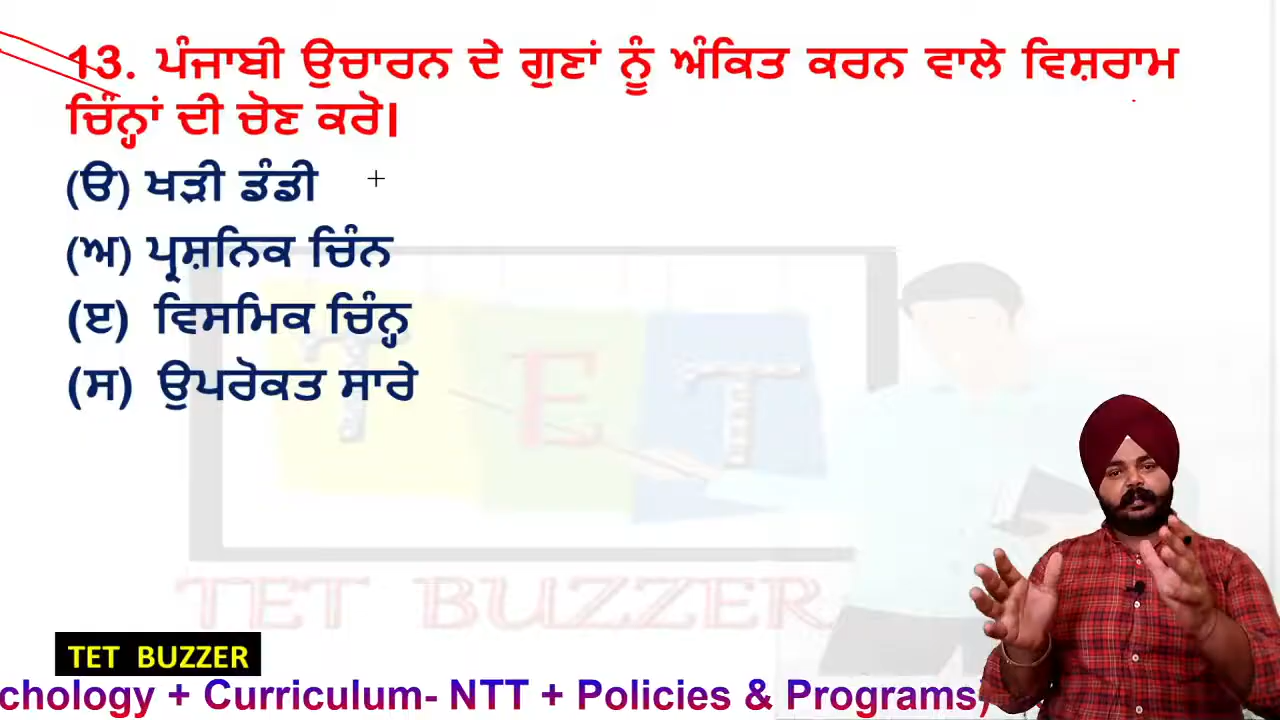 13. ਪੰਜਾਬੀ ਉਚਾਰਨ ਦੇ ਗੁਣਾਂ ਨੂੰ ਅੰਕਿਤ ਕਰਨ ਵਾਲੇ ਵਿਸ਼ਰਾਮ
ਚਿੰਨ੍ਹਾਂ ਦੀ ਚੋਣ ਕਰੋ।
(ੳ) ਖੜੀ ਡੰਡੀ
(ਅ) ਪ੍ਰਸ਼ਨਿਕ ਚਿੰਨ
(ੲ) ਵਿਸਮਿਕ ਚਿੰਨ੍ਹ
(ਸ) ਉਪਰੋਕਤ ਸਾਰੇ
TET
TET BUZZER
TET BUZZER
chology + Curriculum- NTT + Policies & Programs)